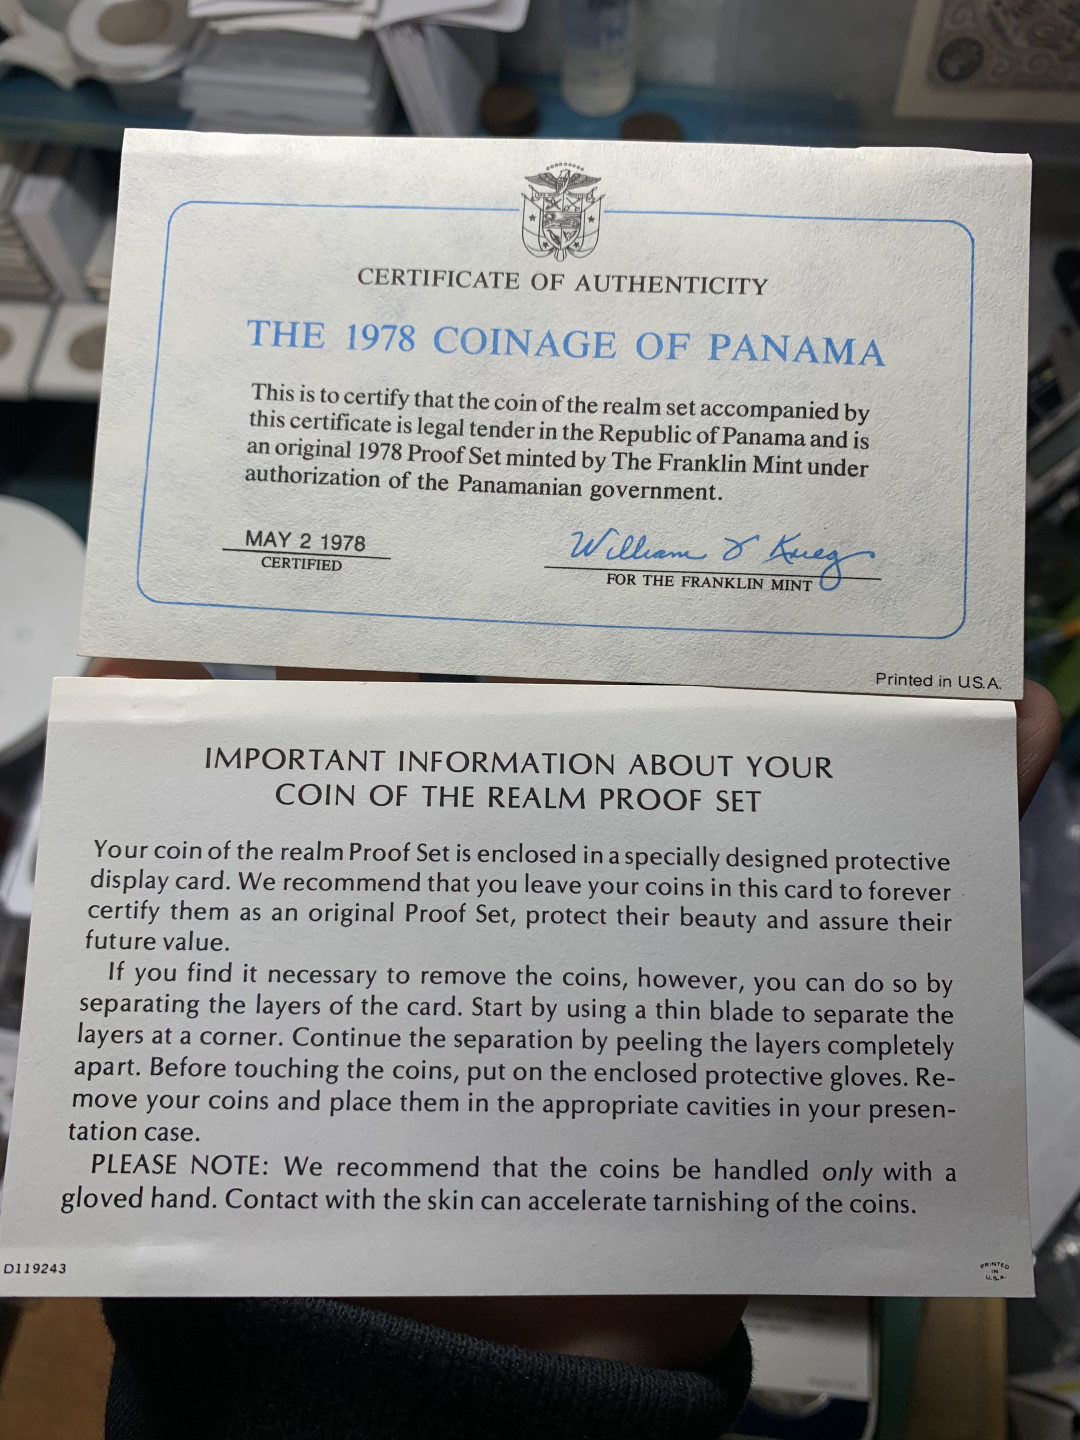 CERTIFICATE OF AUTHENTICITY
THE 1978 COINAGE OF PANAMA
This is to certify that the coin of the realm set accompanied by
this certificate is legal tender in the Republic of Panama and is
an original 1978 Proof Set minted by The Franklin Mint under
authorization of the Panamanian government.
MAY 2 1978
CERTIFIED
William J Krueg
FOR THE FRANKLIN MINT
Printed in U.S.A.
IMPORTANT INFORMATION ABOUT YOUR
COIN OF THE REALM PROOF SET
Your coin of the realm Proof Set is enclosed in a specially designed protective
display card. We recommend that you leave your coins in this card to forever
certify them as an original Proof Set, protect their beauty and assure their
future value.
If you find it necessary to remove the coins, however, you can do so by
separating the layers of the card. Start by using a thin blade to separate the
layers at a corner. Continue the separation by peeling the layers completely
apart. Before touching the coins, put on the enclosed protective gloves. Re-
move your coins and place them in the appropriate cavities in your presen-
tation case.
PLEASE NOTE: We recommend that the coins be handled only with a
gloved hand. Contact with the skin can accelerate tarnishing of the coins.
D119243
PRINTED
IN
U.S.A.